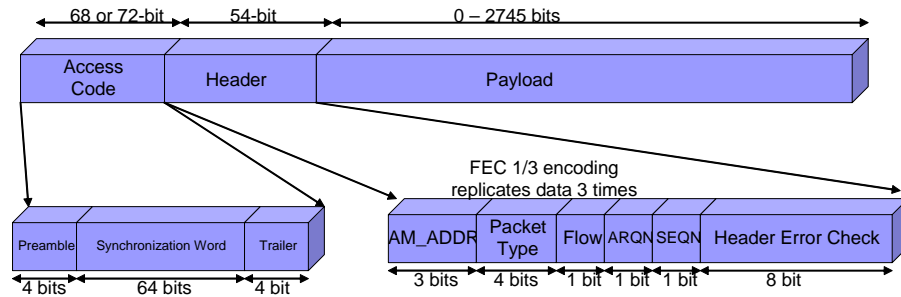 68 or 72-bit 54-bit 0 – 2745 bits
Access
Code
Header
Payload
FEC 1/3 encoding
replicates data 3 times
Preamble Synchronization Word Trailer
4 bits 64 bits 4 bit
AM_ADDR Packet
Type Flow ARQN SEQN Header Error Check
3 bits 4 bits 1 bit 1 bit 1 bit 8 bit